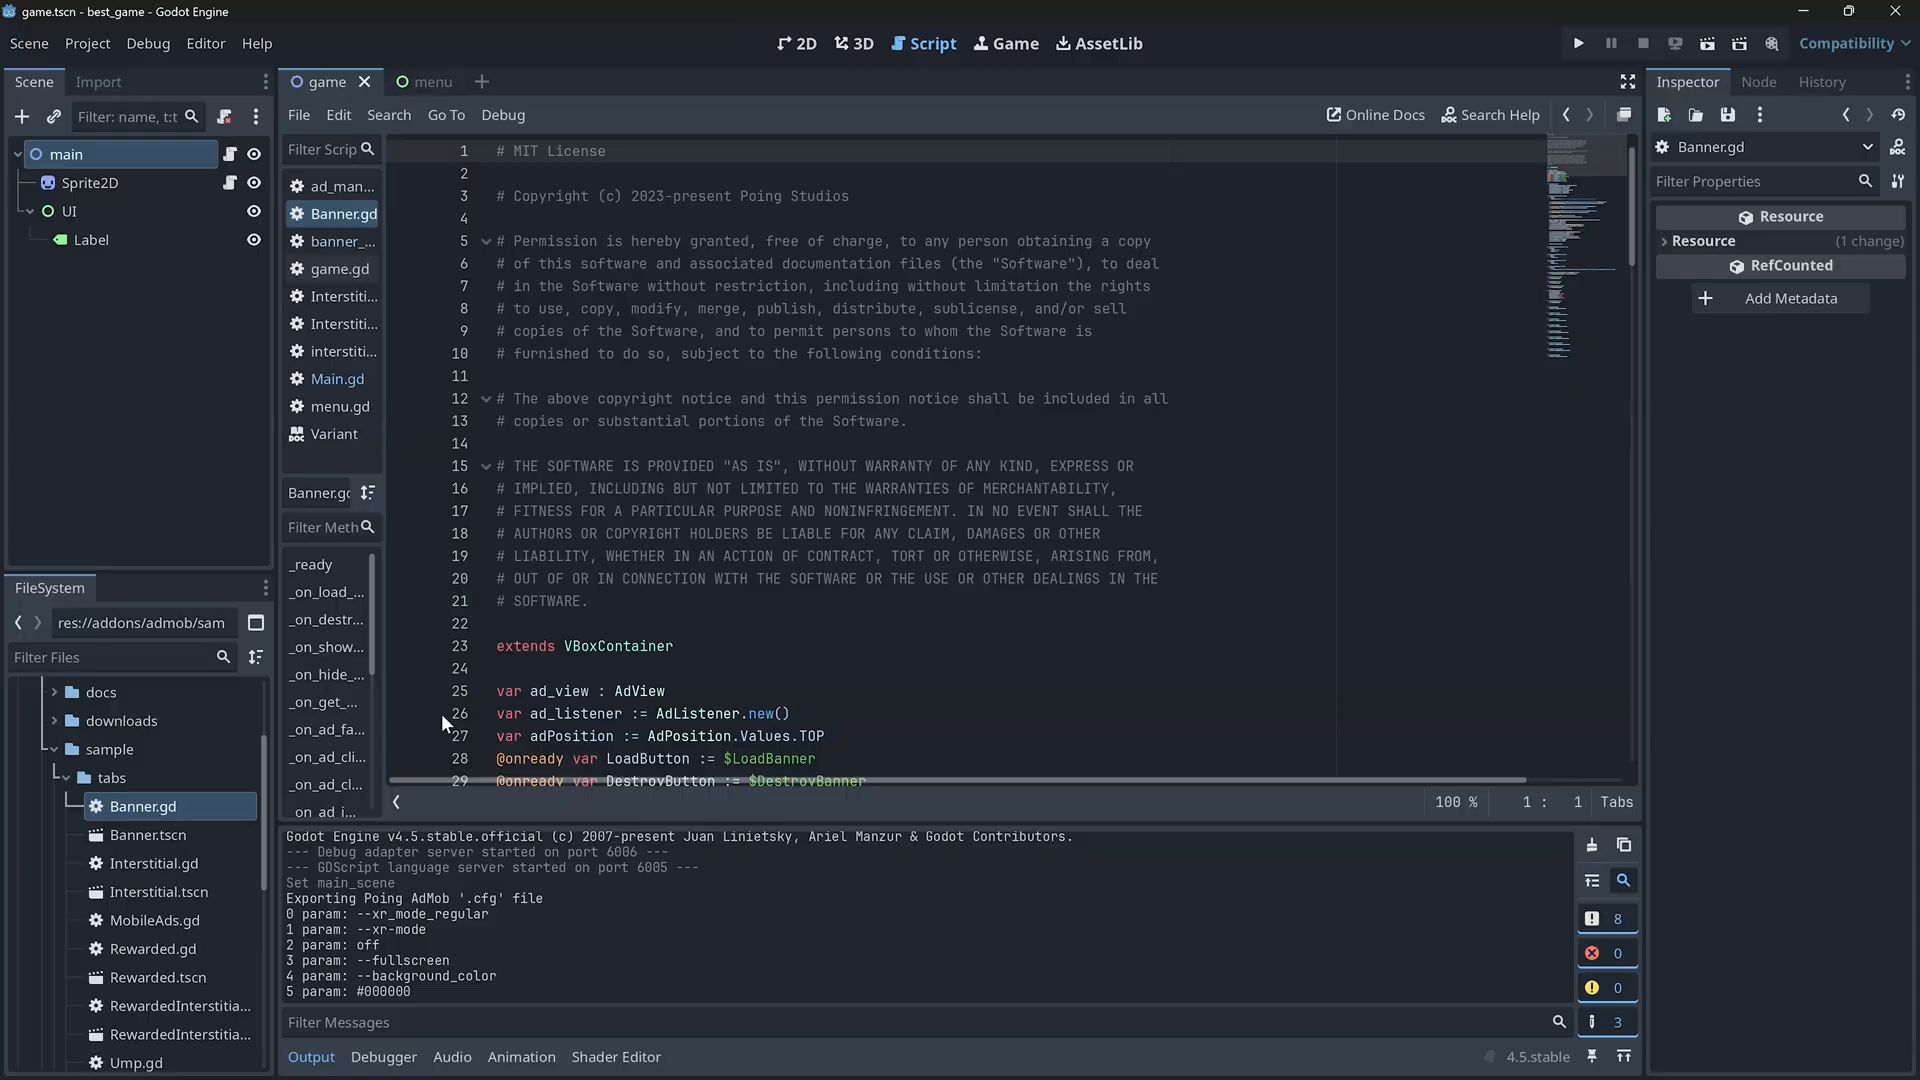 game.tscn - best_game - Godot Engine
Scene Project Debug Editor Help
2D 3D Script Game AssetLib
Compatibility
Scene Import
Filter: name, t:t
main
Sprite2D
UI
Label
FileSystem
res://addons/admob/sam
Filter Files
docs
downloads
sample
tabs
Banner.gd
Banner.tscn
Interstitial.gd
Interstitial.tscn
MobileAds.gd
Rewarded.gd
Rewarded.tscn
RewardedInterstitia...
RewardedInterstitia...
Ump.gd
game menu
File Edit Search Go To Debug
Online Docs Search Help
Filter Scrip
ad_man...
Banner.gd
banner_...
game.gd
Interstiti...
Interstiti...
interstiti...
Main.gd
menu.gd
Variant
Banner.gd
Filter Meth
_ready
_on_load_...
_on_destr...
_on_show...
_on_hide_...
_on_get_...
_on_ad_fa...
_on_ad_cli...
_on_ad_cl...
_on_ad_i...
1 # MIT License
2
3 # Copyright (c) 2023-present Poing Studios
4
5 # Permission is hereby granted, free of charge, to any person obtaining a copy
6 # of this software and associated documentation files (the "Software"), to deal
7 # in the Software without restriction, including without limitation the rights
8 # to use, copy, modify, merge, publish, distribute, sublicense, and/or sell
9 # copies of the Software, and to permit persons to whom the Software is
10 # furnished to do so, subject to the following conditions:
11
12 # The above copyright notice and this permission notice shall be included in all
13 # copies or substantial portions of the Software.
14
15 # THE SOFTWARE IS PROVIDED "AS IS", WITHOUT WARRANTY OF ANY KIND, EXPRESS OR
16 # IMPLIED, INCLUDING BUT NOT LIMITED TO THE WARRANTIES OF MERCHANTABILITY,
17 # FITNESS FOR A PARTICULAR PURPOSE AND NONINFRINGEMENT. IN NO EVENT SHALL THE
18 # AUTHORS OR COPYRIGHT HOLDERS BE LIABLE FOR ANY CLAIM, DAMAGES OR OTHER
19 # LIABILITY, WHETHER IN AN ACTION OF CONTRACT, TORT OR OTHERWISE, ARISING FROM,
20 # OUT OF OR IN CONNECTION WITH THE SOFTWARE OR THE USE OR OTHER DEALINGS IN THE
21 # SOFTWARE.
22
23 extends VBoxContainer
24
25 var ad_view : AdView
26 var ad_listener := AdListener.new()
27 var adPosition := AdPosition.Values.TOP
28 @onready var LoadButton := $LoadBanner
29 @onready var DestroyButton := $DestroyBanner
100 % 1 : 1 Tabs
Godot Engine v4.5.stable.official (c) 2007-present Juan Linietsky, Ariel Manzur & Godot Contributors.
--- Debug adapter server started on port 6006 ---
--- GDScript language server started on port 6005 ---
Set main_scene
Exporting Poing AdMob '.cfg' file
0 param: --xr_mode_regular
1 param: --xr-mode
2 param: off
3 param: --fullscreen
4 param: --background_color
5 param: #000000
8
0
0
3
Filter Messages
Output Debugger Audio Animation Shader Editor
4.5.stable
Inspector Node History
Banner.gd
Filter Properties
Resource
Resource (1 change)
RefCounted
Add Metadata